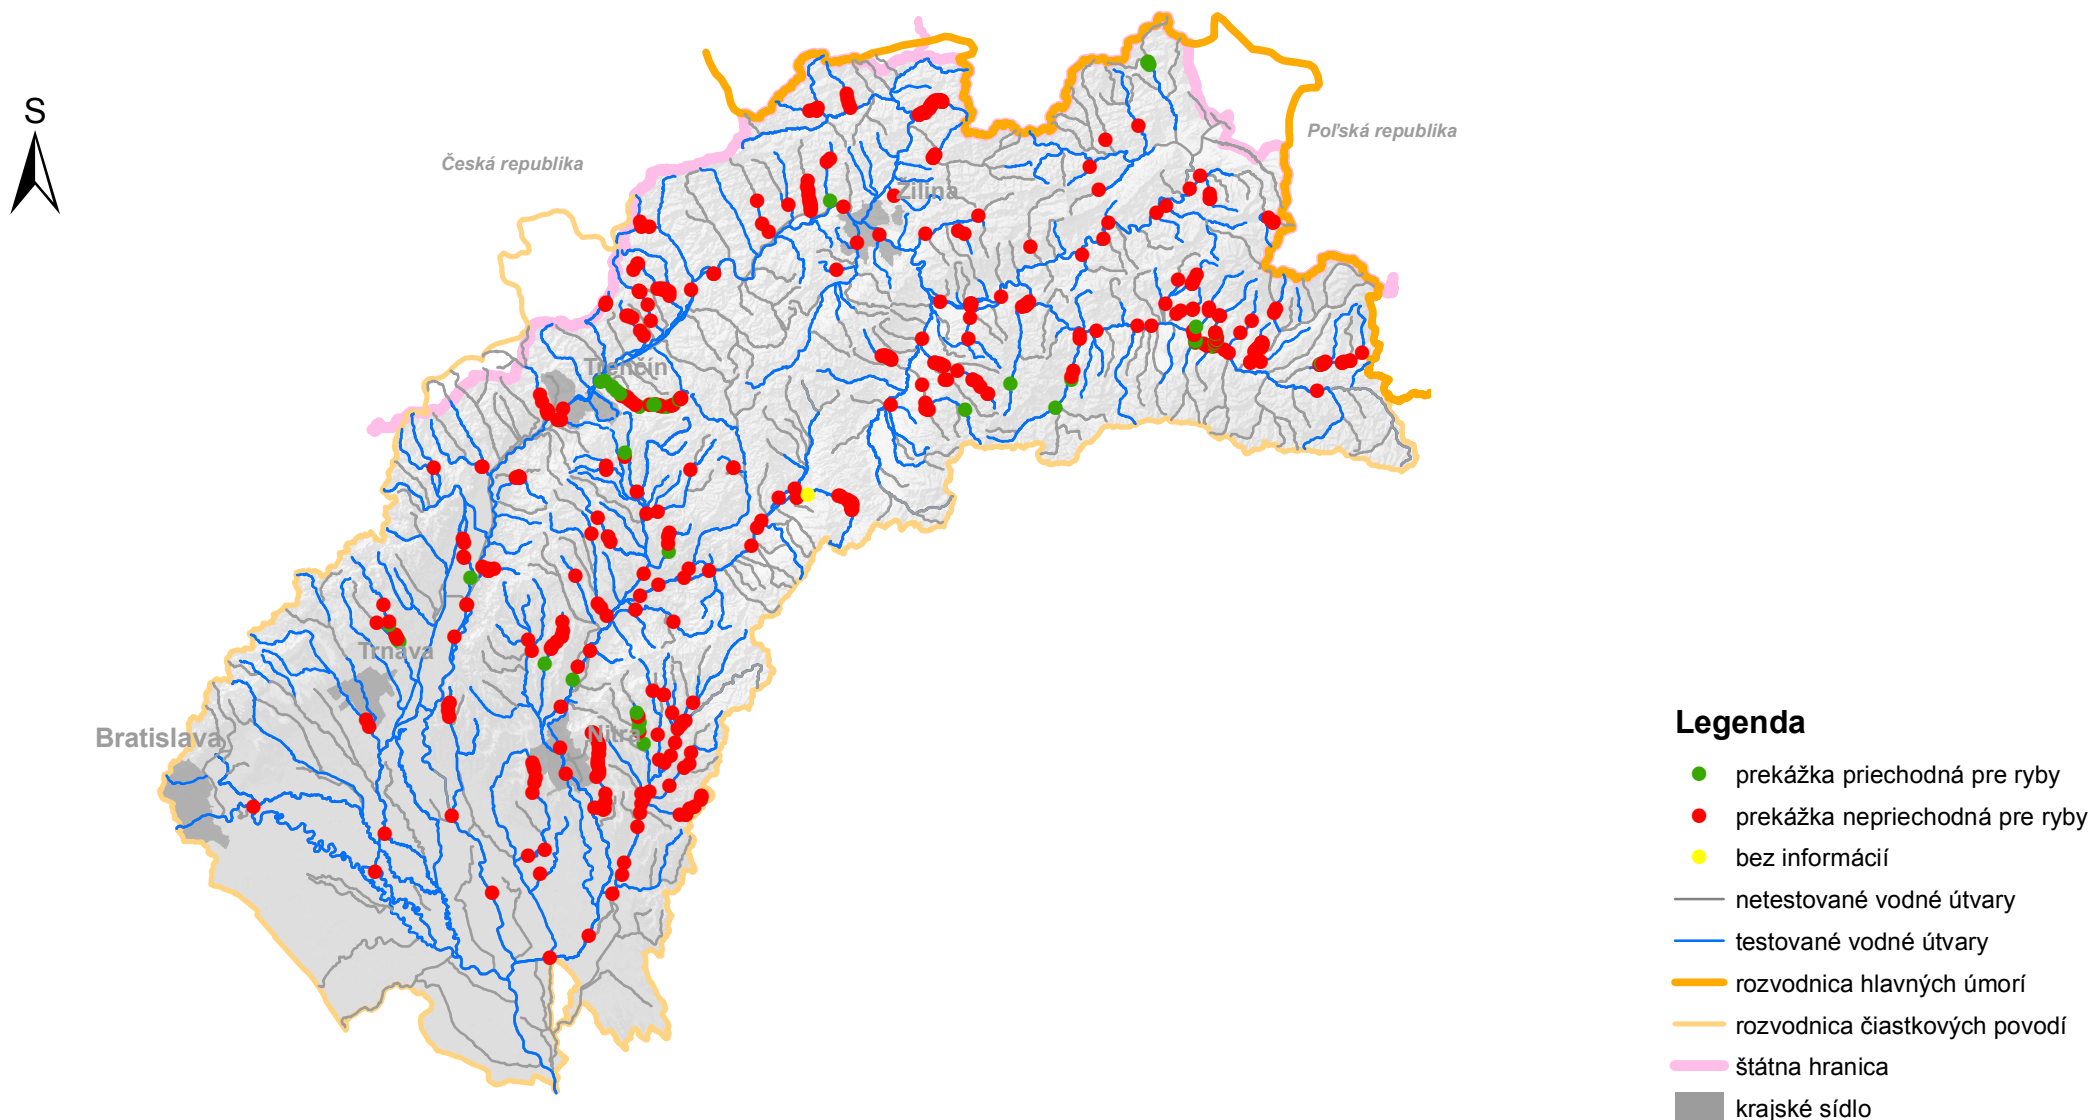 S
Česká republika
Poľská republika
Žilina
Trenčín
Trnava
Bratislava
Nitra
Legenda
prekážka priechodná pre ryby
prekážka nepriechodná pre ryby
bez informácií
netestované vodné útvary
testované vodné útvary
rozvodnica hlavných úmorí
rozvodnica čiastkových povodí
štátna hranica
krajské sídlo